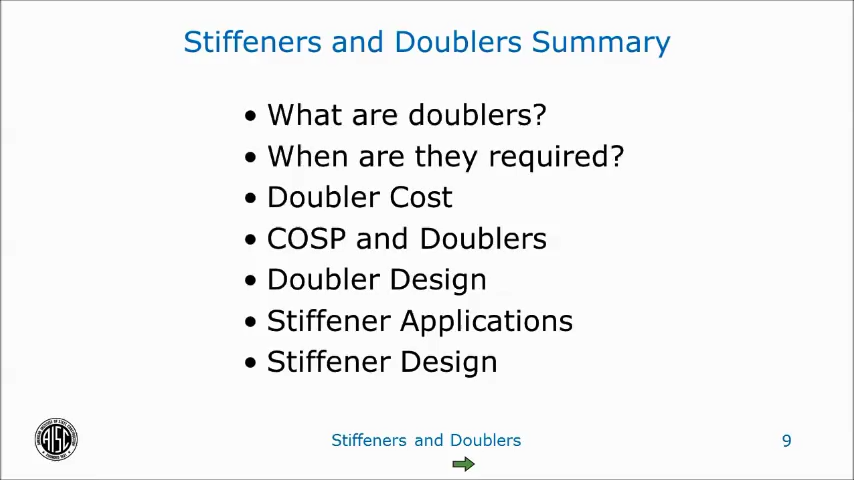 Stiffeners and Doublers Summary
• What are doublers?
• When are they required?
• Doubler Cost
• COSP and Doublers
• Doubler Design
• Stiffener Applications
• Stiffener Design
AISC
Stiffeners and Doublers
9